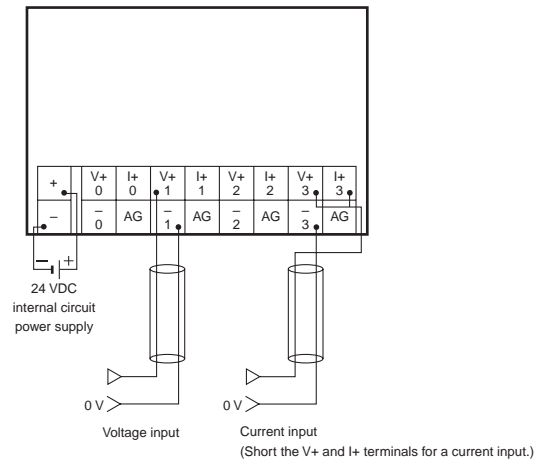 + V+ 0 I+ 0 V+ 1 I+ 1 V+ 2 I+ 2 V+ 3 I+ 3
– – 0 AG – 1 AG – 2 AG – 3 AG
– +
24 VDC
internal circuit
power supply
0 V
0 V
Voltage input
Current input
(Short the V+ and I+ terminals for a current input.)